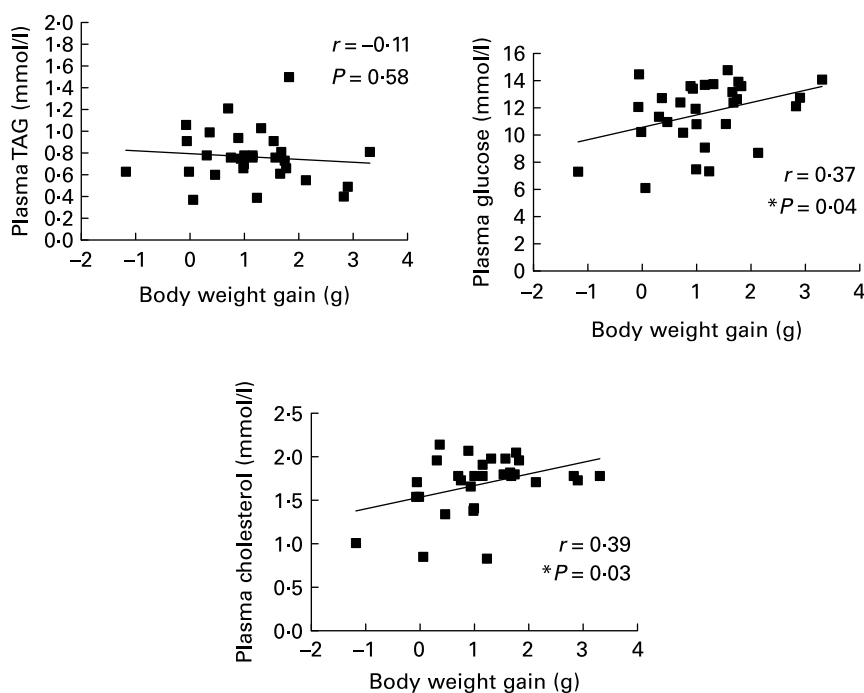 Plasma TAG (mmol/l)
2·0
1·8
1·6
1·4
1·2
1·0
0·8
0·6
0·4
0·2
0·0
r = –0·11
P = 0·58
–2 –1 0 1 2 3 4
Body weight gain (g)
Plasma glucose (mmol/l)
16
14
12
10
8
6
4
2
0
r = 0·37
*P = 0·04
–2 –1 0 1 2 3 4
Body weight gain (g)
Plasma cholesterol (mmol/l)
2·5
2·0
1·5
1·0
0·5
0·0
r = 0·39
*P = 0·03
–2 –1 0 1 2 3 4
Body weight gain (g)